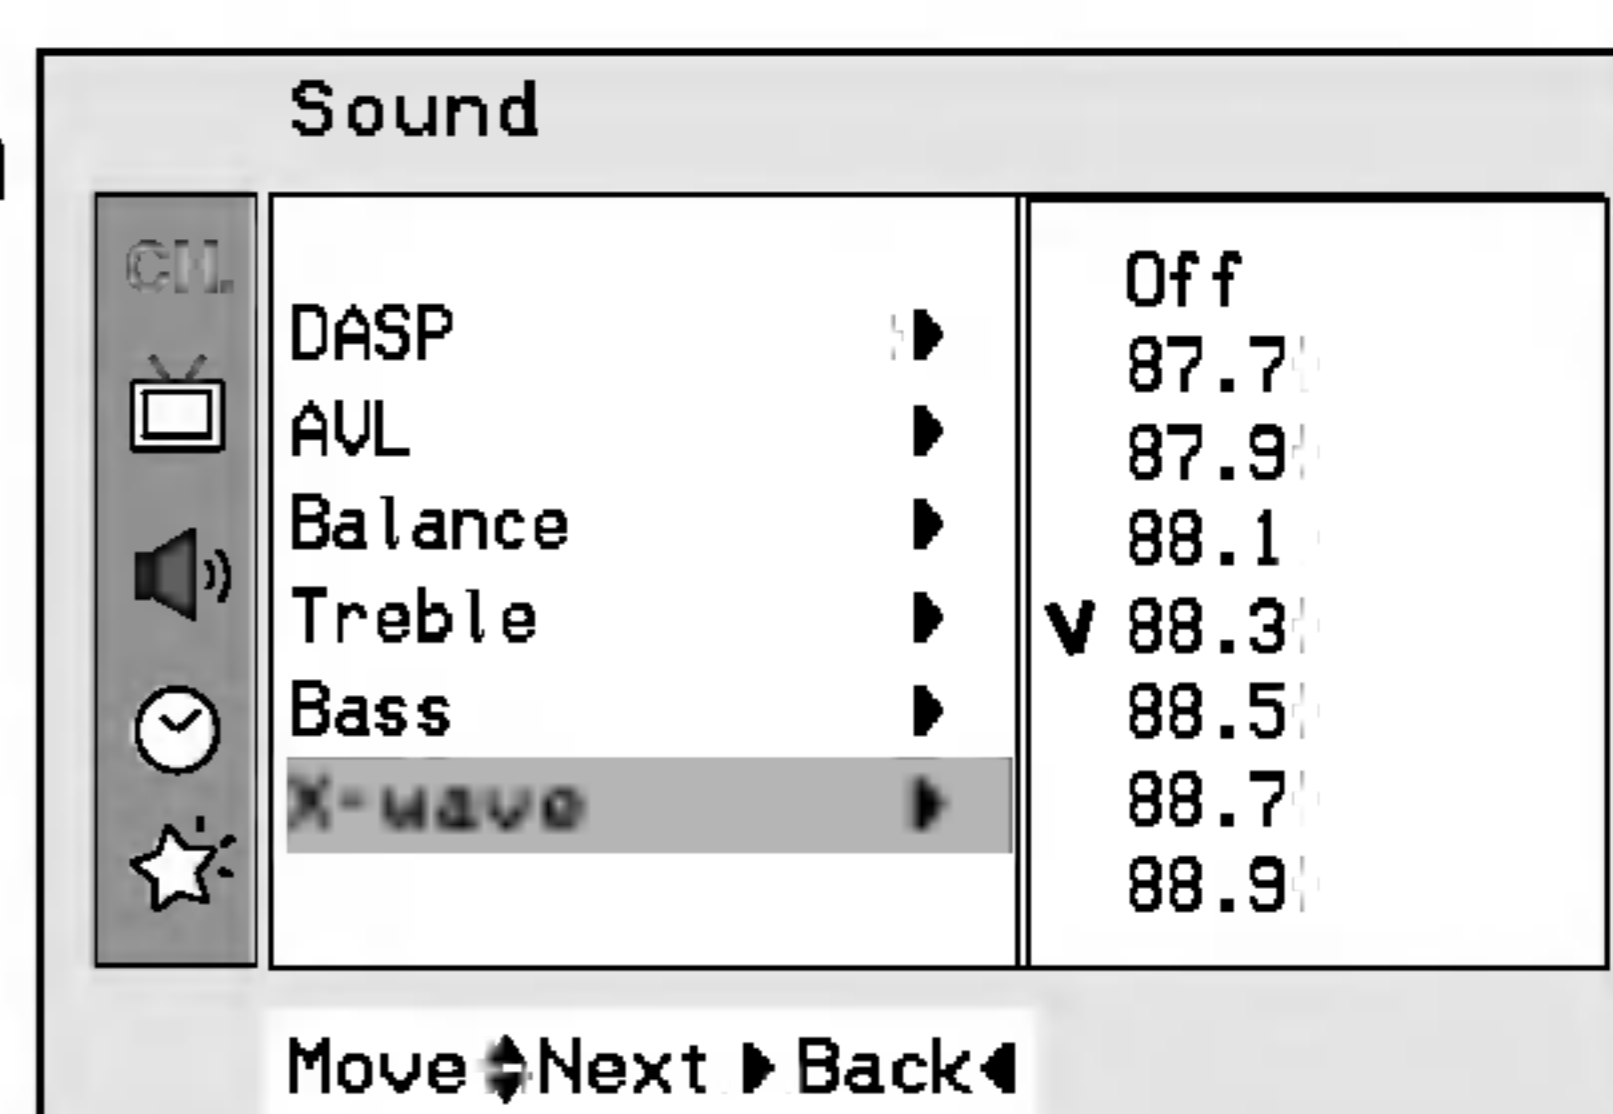 Sound
CH.
DASP
AVL
Balance
Treble
Bass
X-wave
Off
87.7
87.9
88.1
V 88.3
88.5
88.7
88.9
Move Next Back